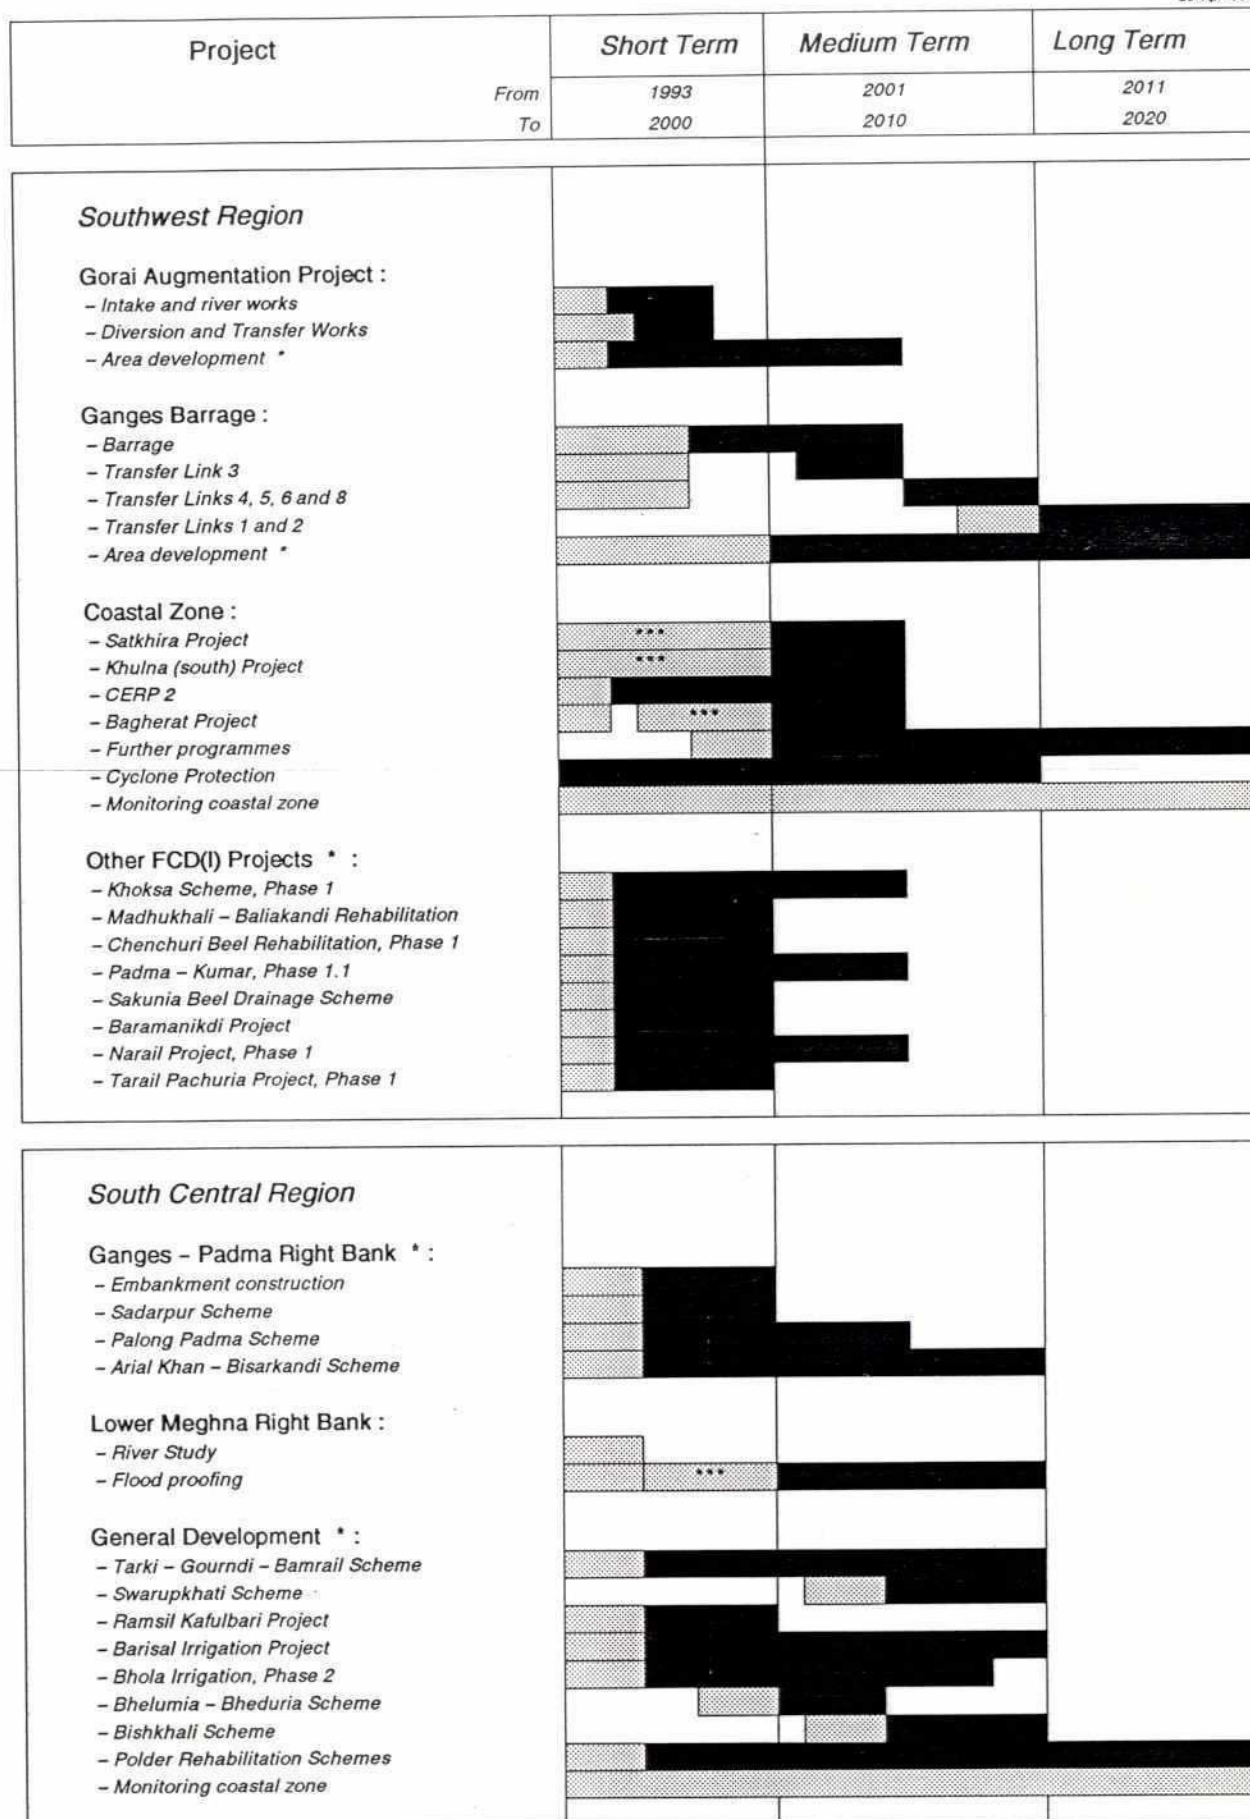 Project Short Term Medium Term Long Term
From 1993 2001 2011
To 2000 2010 2020
Southwest Region
Gorai Augmentation Project :
– Intake and river works
– Diversion and Transfer Works
– Area development *
Ganges Barrage :
– Barrage
– Transfer Link 3
– Transfer Links 4, 5, 6 and 8
– Transfer Links 1 and 2
– Area development *
Coastal Zone :
– Satkhira Project ***
– Khulna (south) Project ***
– CERP 2
– Bagherat Project ***
– Further programmes
– Cyclone Protection
– Monitoring coastal zone
Other FCD(I) Projects * :
– Khoksa Scheme, Phase 1
– Madhukhali – Baliakandi Rehabilitation
– Chenchuri Beel Rehabilitation, Phase 1
– Padma – Kumar, Phase 1.1
– Sakunia Beel Drainage Scheme
– Baramanikdi Project
– Narail Project, Phase 1
– Tarail Pachuria Project, Phase 1
South Central Region
Ganges – Padma Right Bank * :
– Embankment construction
– Sadarpur Scheme
– Palong Padma Scheme
– Arial Khan – Bisarkandi Scheme
Lower Meghna Right Bank :
– River Study
– Flood proofing ***
General Development * :
– Tarki – Gourndi – Bamrail Scheme
– Swarupkhati Scheme
– Ramsil Kafulbari Project
– Barisal Irrigation Project
– Bhola Irrigation, Phase 2
– Bhelumia – Bheduria Scheme
– Bishkhali Scheme
– Polder Rehabilitation Schemes
– Monitoring coastal zone